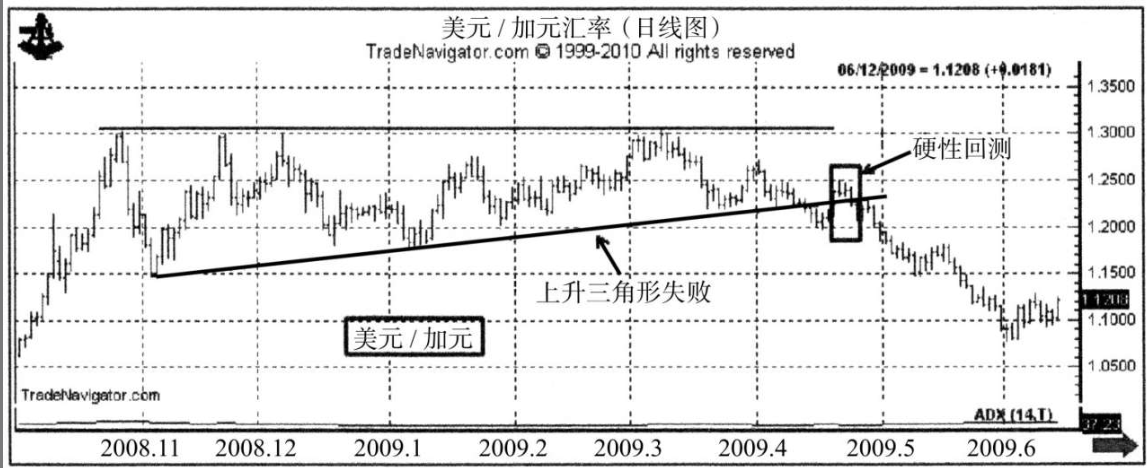 美元/加元汇率(日线图)
TradeNavigator.com © 1999-2010 All rights reserved
06/12/2009 = 1.1208 (+0.0181)
1.3500
1.3000
硬性回测
1.2500
1.2000
1.1500
上升三角形失败
1.1208
1.1000
美元/加元
1.0500
TradeNavigator.com
ADX (14,T)
37.23
2008.11 2008.12 2009.1 2009.2 2009.3 2009.4 2009.5 2009.6